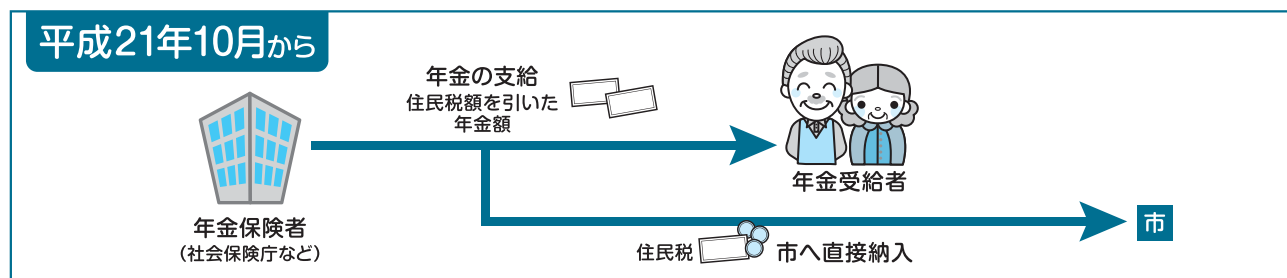 平成21年10月から
年金の支給
住民税額を引いた
年金額
年金受給者
年金保険者
（社会保険庁など）
市
住民税
市へ直接納入